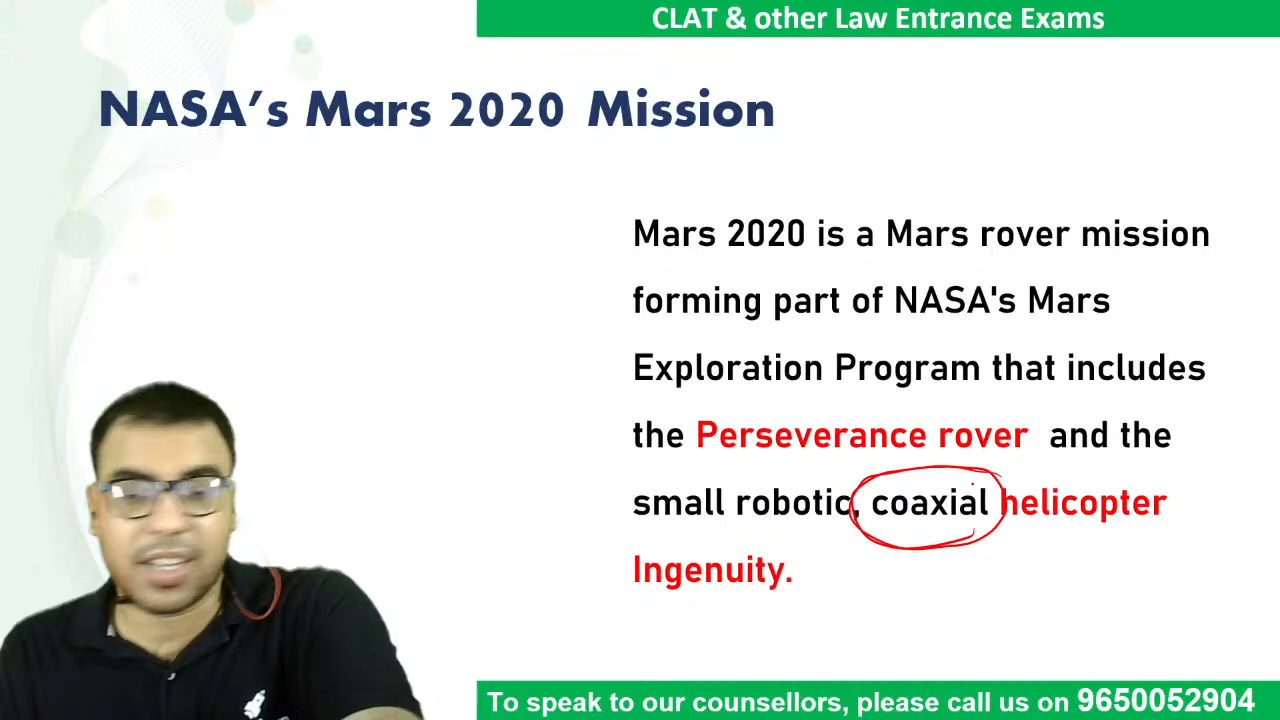 CLAT & other Law Entrance Exams
NASA’s Mars 2020 Mission
Mars 2020 is a Mars rover mission
forming part of NASA's Mars
Exploration Program that includes
the Perseverance rover and the
small robotic, coaxial helicopter
Ingenuity.
To speak to our counsellors, please call us on 9650052904